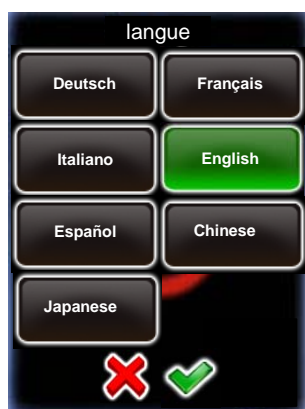 langue
Deutsch Français
Italiano English
Español Chinese
Japanese